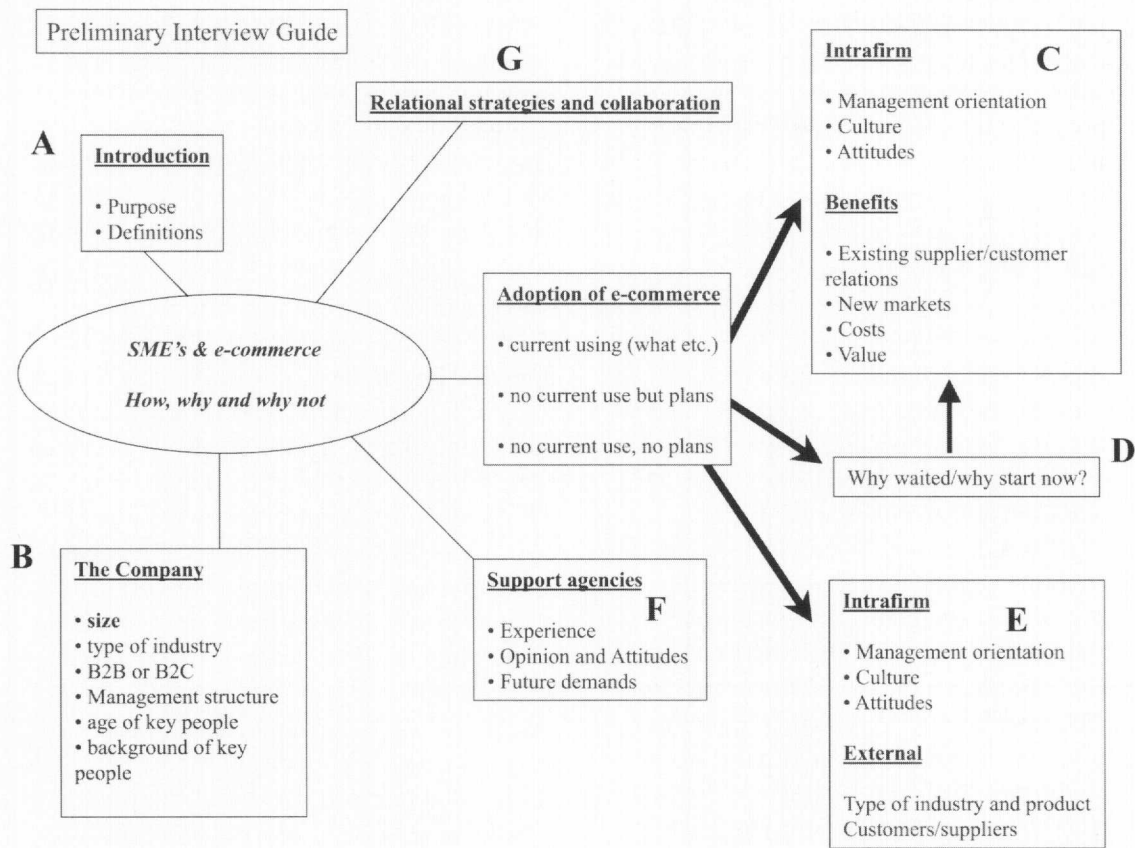 Preliminary Interview Guide
G
Relational strategies and collaboration
A
Introduction
• Purpose
• Definitions
SME's & e-commerce
How, why and why not
Adoption of e-commerce
• current using (what etc.)
• no current use but plans
• no current use, no plans
C
Intrafirm
• Management orientation
• Culture
• Attitudes
Benefits
• Existing supplier/customer
relations
• New markets
• Costs
• Value
D
Why waited/why start now?
B
The Company
• size
• type of industry
• B2B or B2C
• Management structure
• age of key people
• background of key
people
Support agencies
F
• Experience
• Opinion and Attitudes
• Future demands
Intrafirm
E
• Management orientation
• Culture
• Attitudes
External
Type of industry and product
Customers/suppliers